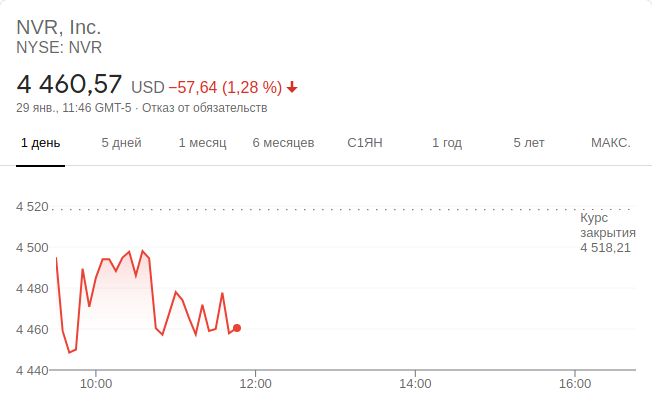 NVR, Inc.
NYSE: NVR
4 460,57 USD −57,64 (1,28 %)
29 янв., 11:46 GMT-5 · Отказ от обязательств
1 день 5 дней 1 месяц 6 месяцев С1ЯН 1 год 5 лет МАКС.
4 520
Курс
закрытия
4 518,21
4 500
4 480
4 460
4 440
10:00 12:00 14:00 16:00